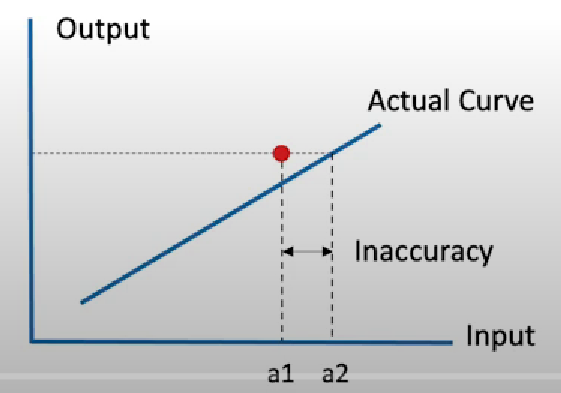 Output
Actual Curve
Inaccuracy
Input
a1 a2